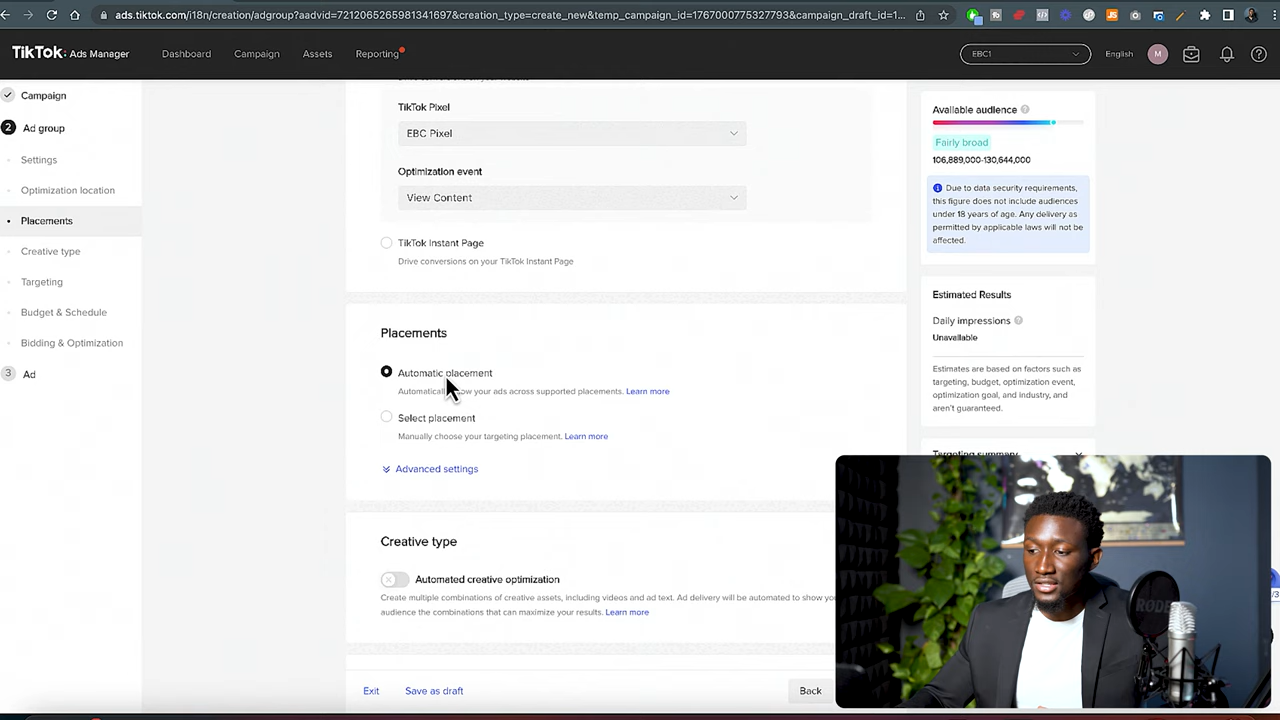 ads.tiktok.com/i18n/creation/adGroup?aadvid=7212065265981341697&creation_type=create_new&temp_campaign_id=1767000775327793&campaign_draft_id=1...
TikTok: Ads Manager
Dashboard
Campaign
Assets
Reporting
EBC1
English
M
Campaign
2 Ad group
Settings
Optimization location
Placements
Creative type
Targeting
Budget & Schedule
Bidding & Optimization
3 Ad
TikTok Pixel
EBC Pixel
Optimization event
View Content
TikTok Instant Page
Drive conversions on your TikTok Instant Page
Placements
Automatic placement
your ads across supported placements. Learn more
Select placement
Manually choose your targeting placement. Learn more
Advanced settings
Creative type
Automated creative optimization
Create multiple combinations of creative assets, including videos and ad text. Ad delivery will be automated to show
audience the combinations that can maximize your results. Learn more
Exit
Save as draft
Back
Available audience
Fairly broad
106,889,000-130,644,000
Due to data security requirements,
this figure does not include audiences
under 18 years of age. Any delivery as
permitted by applicable laws will not be
affected.
Estimated Results
Daily impressions
Unavailable
Estimates are based on factors such as
targeting, budget, optimization event,
optimization goal, and industry, and
aren't guaranteed.
Targeting summary
RODE